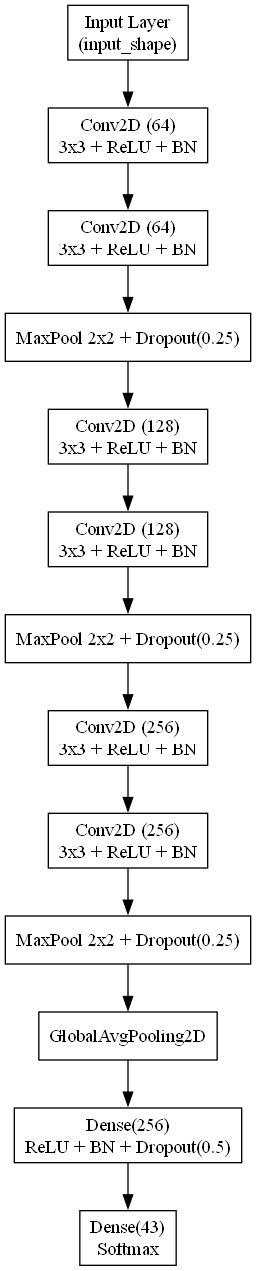 Input Layer
(input_shape)
Conv2D (64)
3x3 + ReLU + BN
Conv2D (64)
3x3 + ReLU + BN
MaxPool 2x2 + Dropout(0.25)
Conv2D (128)
3x3 + ReLU + BN
Conv2D (128)
3x3 + ReLU + BN
MaxPool 2x2 + Dropout(0.25)
Conv2D (256)
3x3 + ReLU + BN
Conv2D (256)
3x3 + ReLU + BN
MaxPool 2x2 + Dropout(0.25)
GlobalAvgPooling2D
Dense(256)
ReLU + BN + Dropout(0.5)
Dense(43)
Softmax